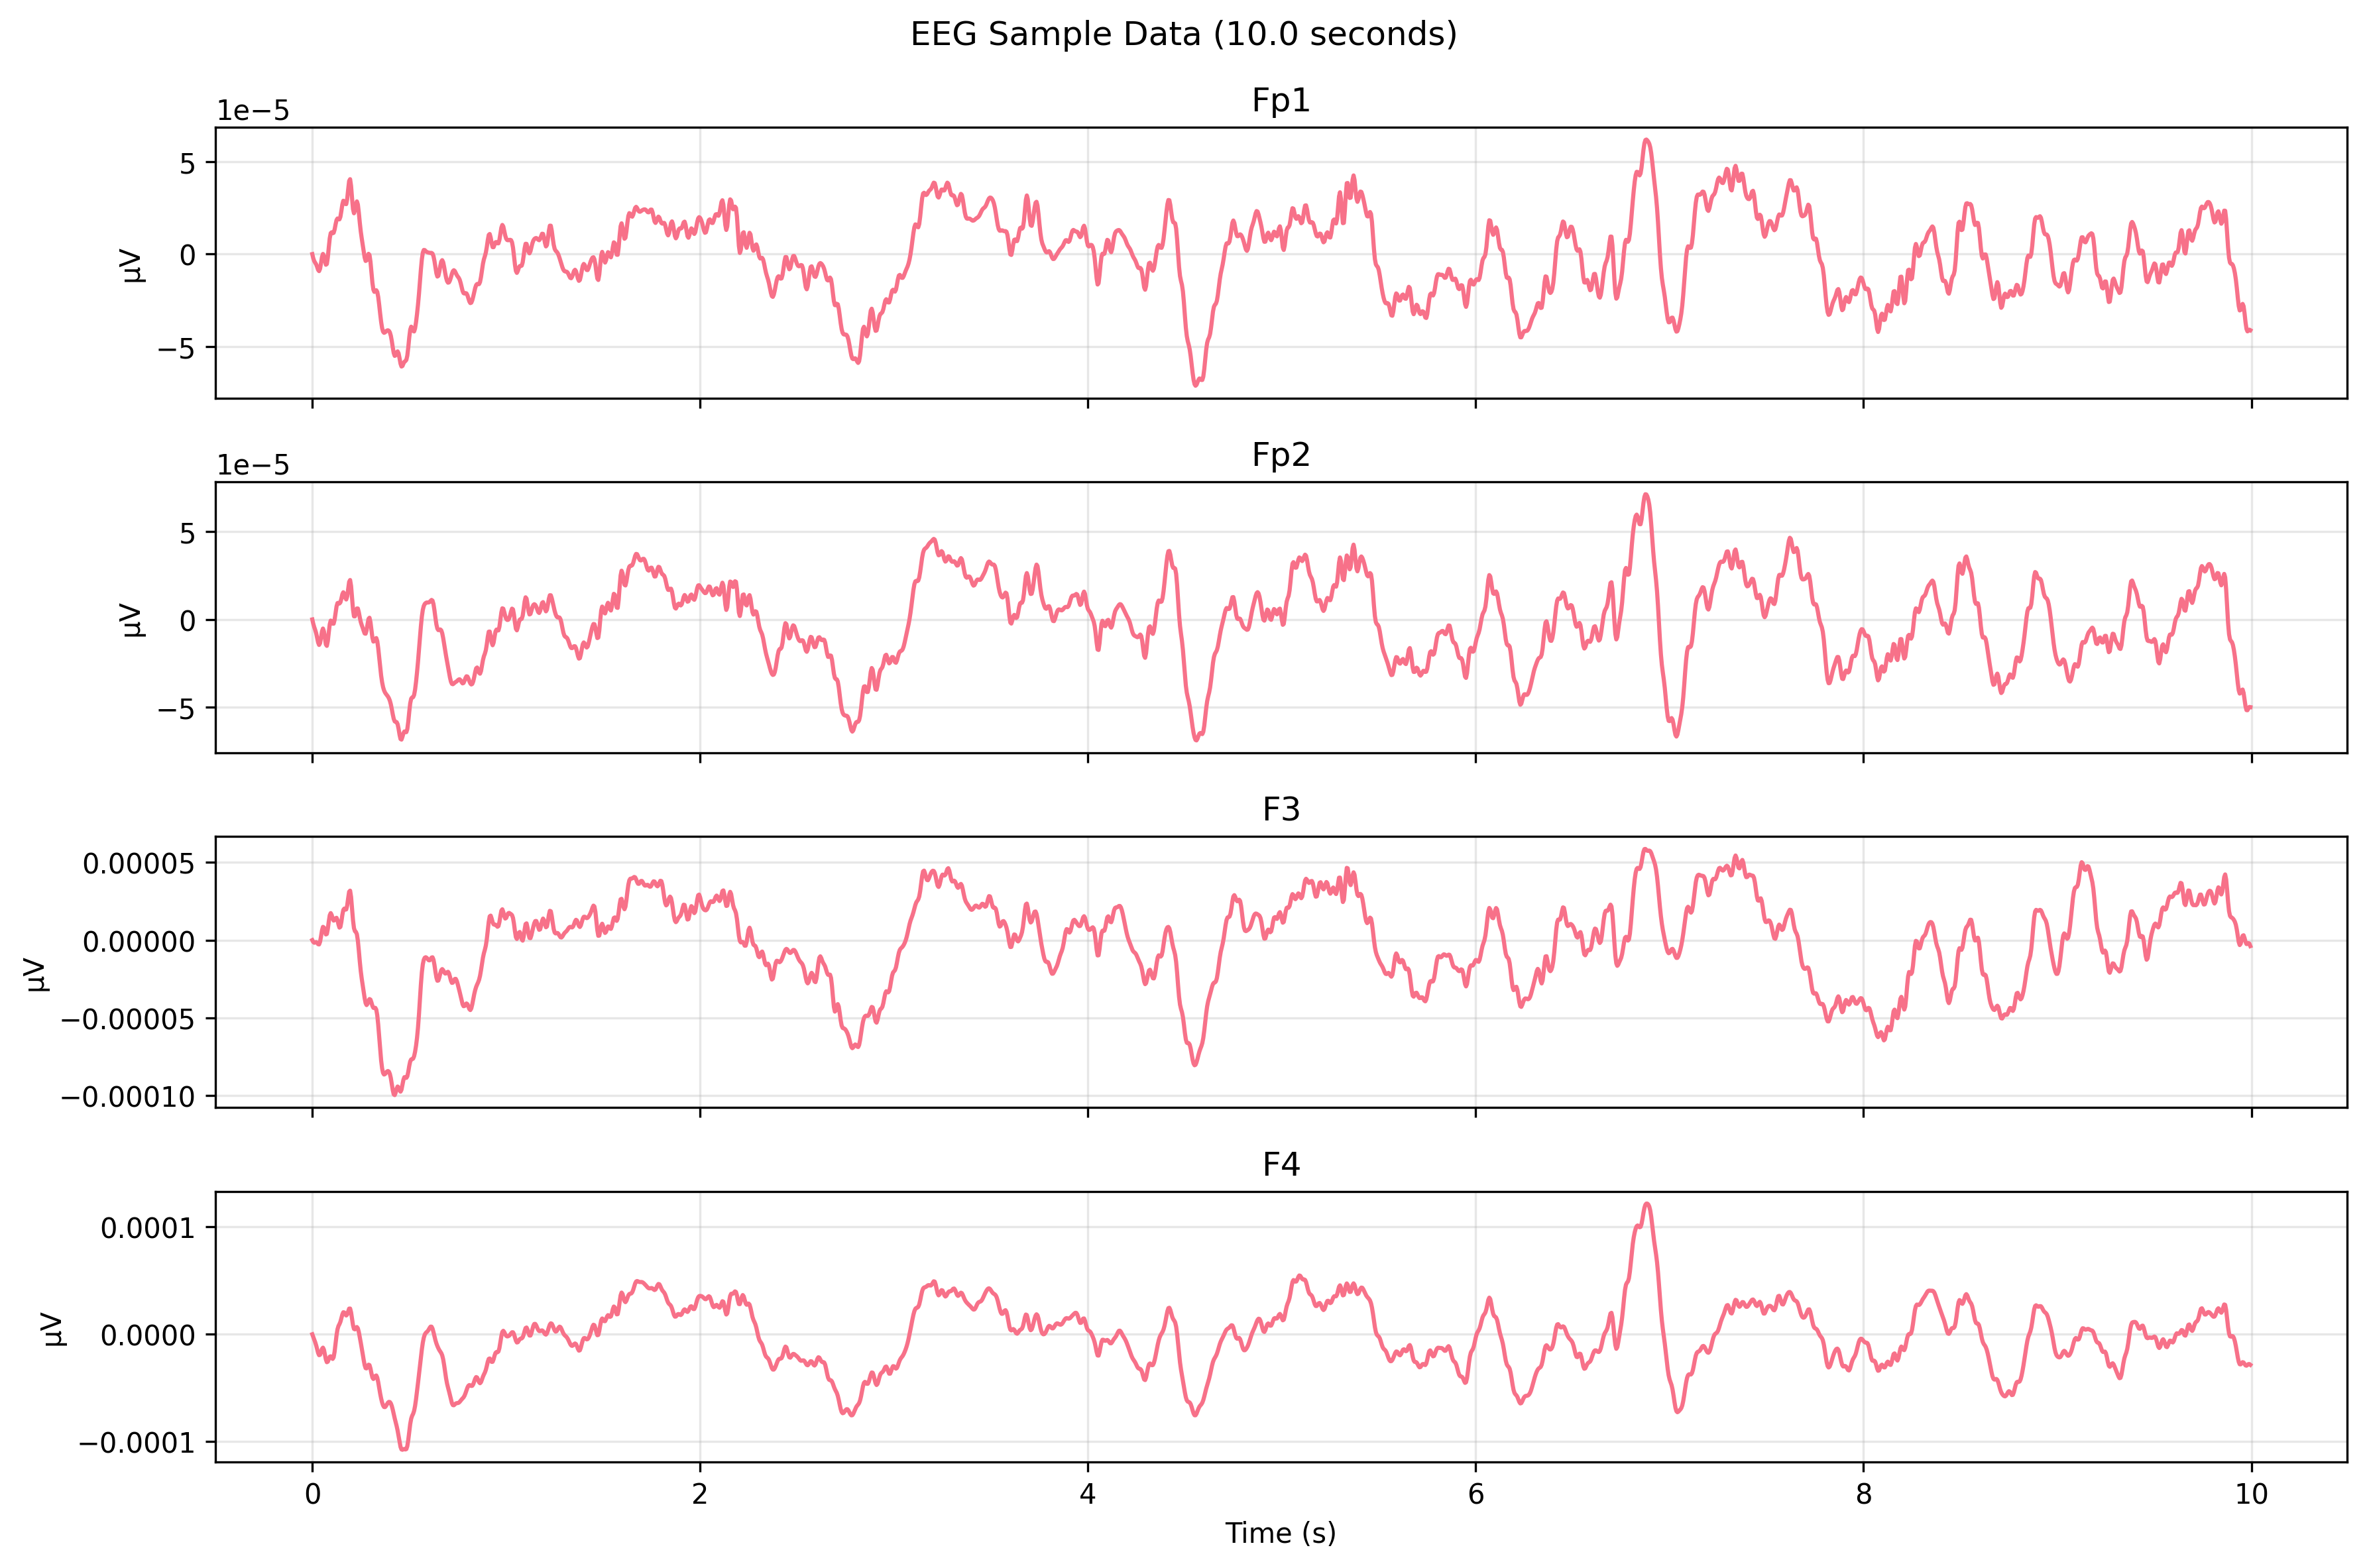 EEG Sample Data (10.0 seconds)
Fp1
1e−5
5
0
−5
µV
Fp2
1e−5
5
0
−5
µV
F3
0.00005
0.00000
−0.00005
−0.00010
µV
F4
0.0001
0.0000
−0.0001
µV
0 2 4 6 8 10
Time (s)